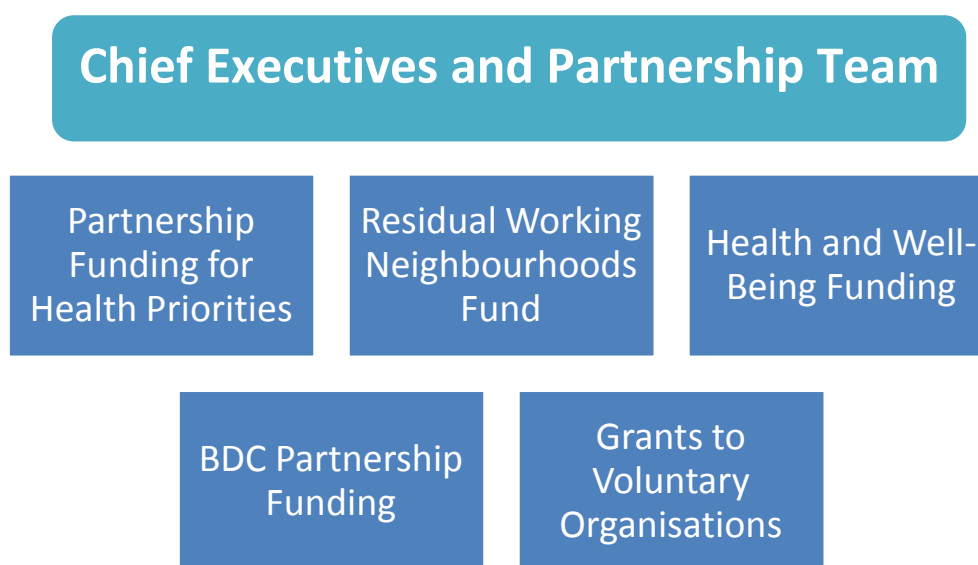 Chief Executives and Partnership Team
Partnership
Funding for
Health Priorities
Residual Working
Neighbourhoods
Fund
Health and Well-
Being Funding
BDC Partnership
Funding
Grants to
Voluntary
Organisations